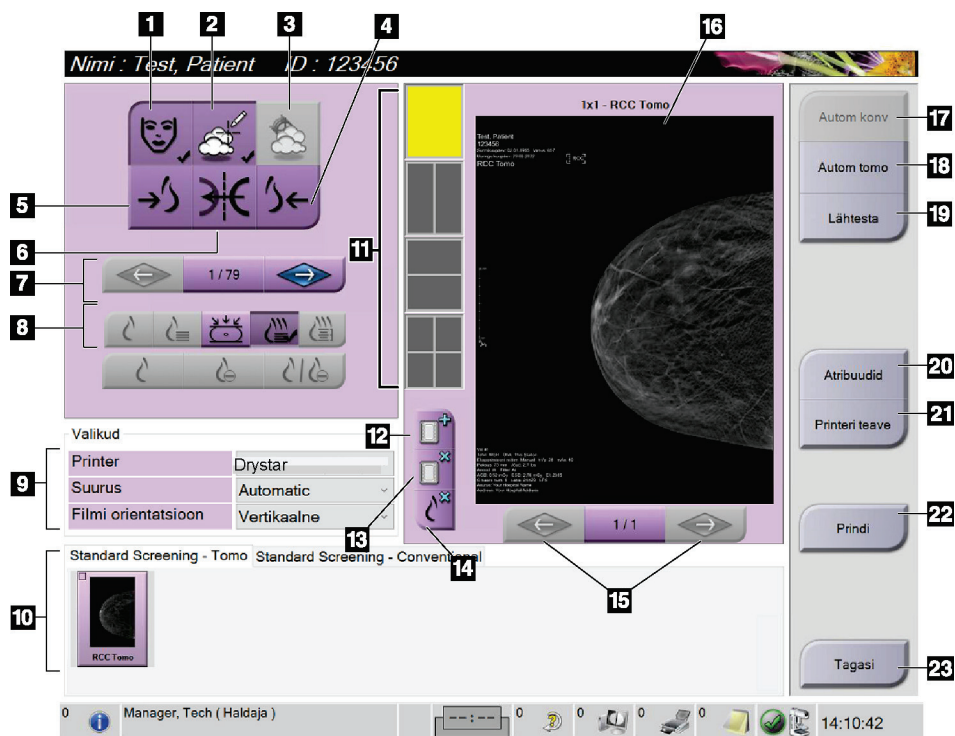 1
2
3
4
16
Nimi : Test, Patient ID : 123456
1x1 - RCC Tomo
Test, Patient
123456
RCC Tomo
RCC
Autom konv
17
Autom tomo
18
Lähtesta
19
5
6
11
7
1 / 79
8
Atribuudid
20
Printeri teave
21
12
Valikud
9
Printer
Drystar
Suurus
Automatic
Filmi orientatsioon
Vertikaalne
13
14
1 / 1
15
Prindi
22
10
Standard Screening - Tomo
Standard Screening - Conventional
RCC Tomo
Tagasi
23
0
Manager, Tech ( Haldaja )
--:--
0
0
0
0
14:10:42